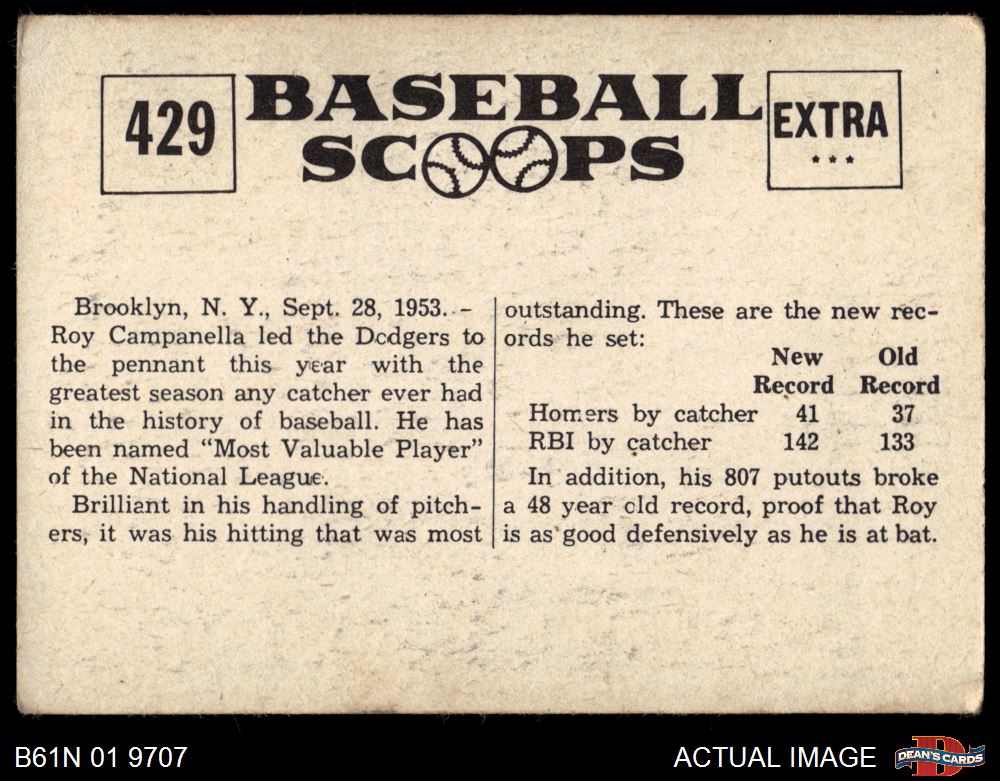 429
BASEBALL
SCOOPS
EXTRA
***
Brooklyn, N. Y., Sept. 28, 1953. –
Roy Campanella led the Dodgers to
the pennant this year with the
greatest season any catcher ever had
in the history of baseball. He has
been named "Most Valuable Player"
of the National League.
Brilliant in his handling of pitch-
ers, it was his hitting that was most
outstanding. These are the new rec-
ords he set:
New Old
Record Record
Homers by catcher 41 37
RBI by catcher 142 133
In addition, his 807 putouts broke
a 48 year old record, proof that Roy
is as good defensively as he is at bat.
B61N 01 9707
ACTUAL IMAGE
D
DEAN'S CARDS